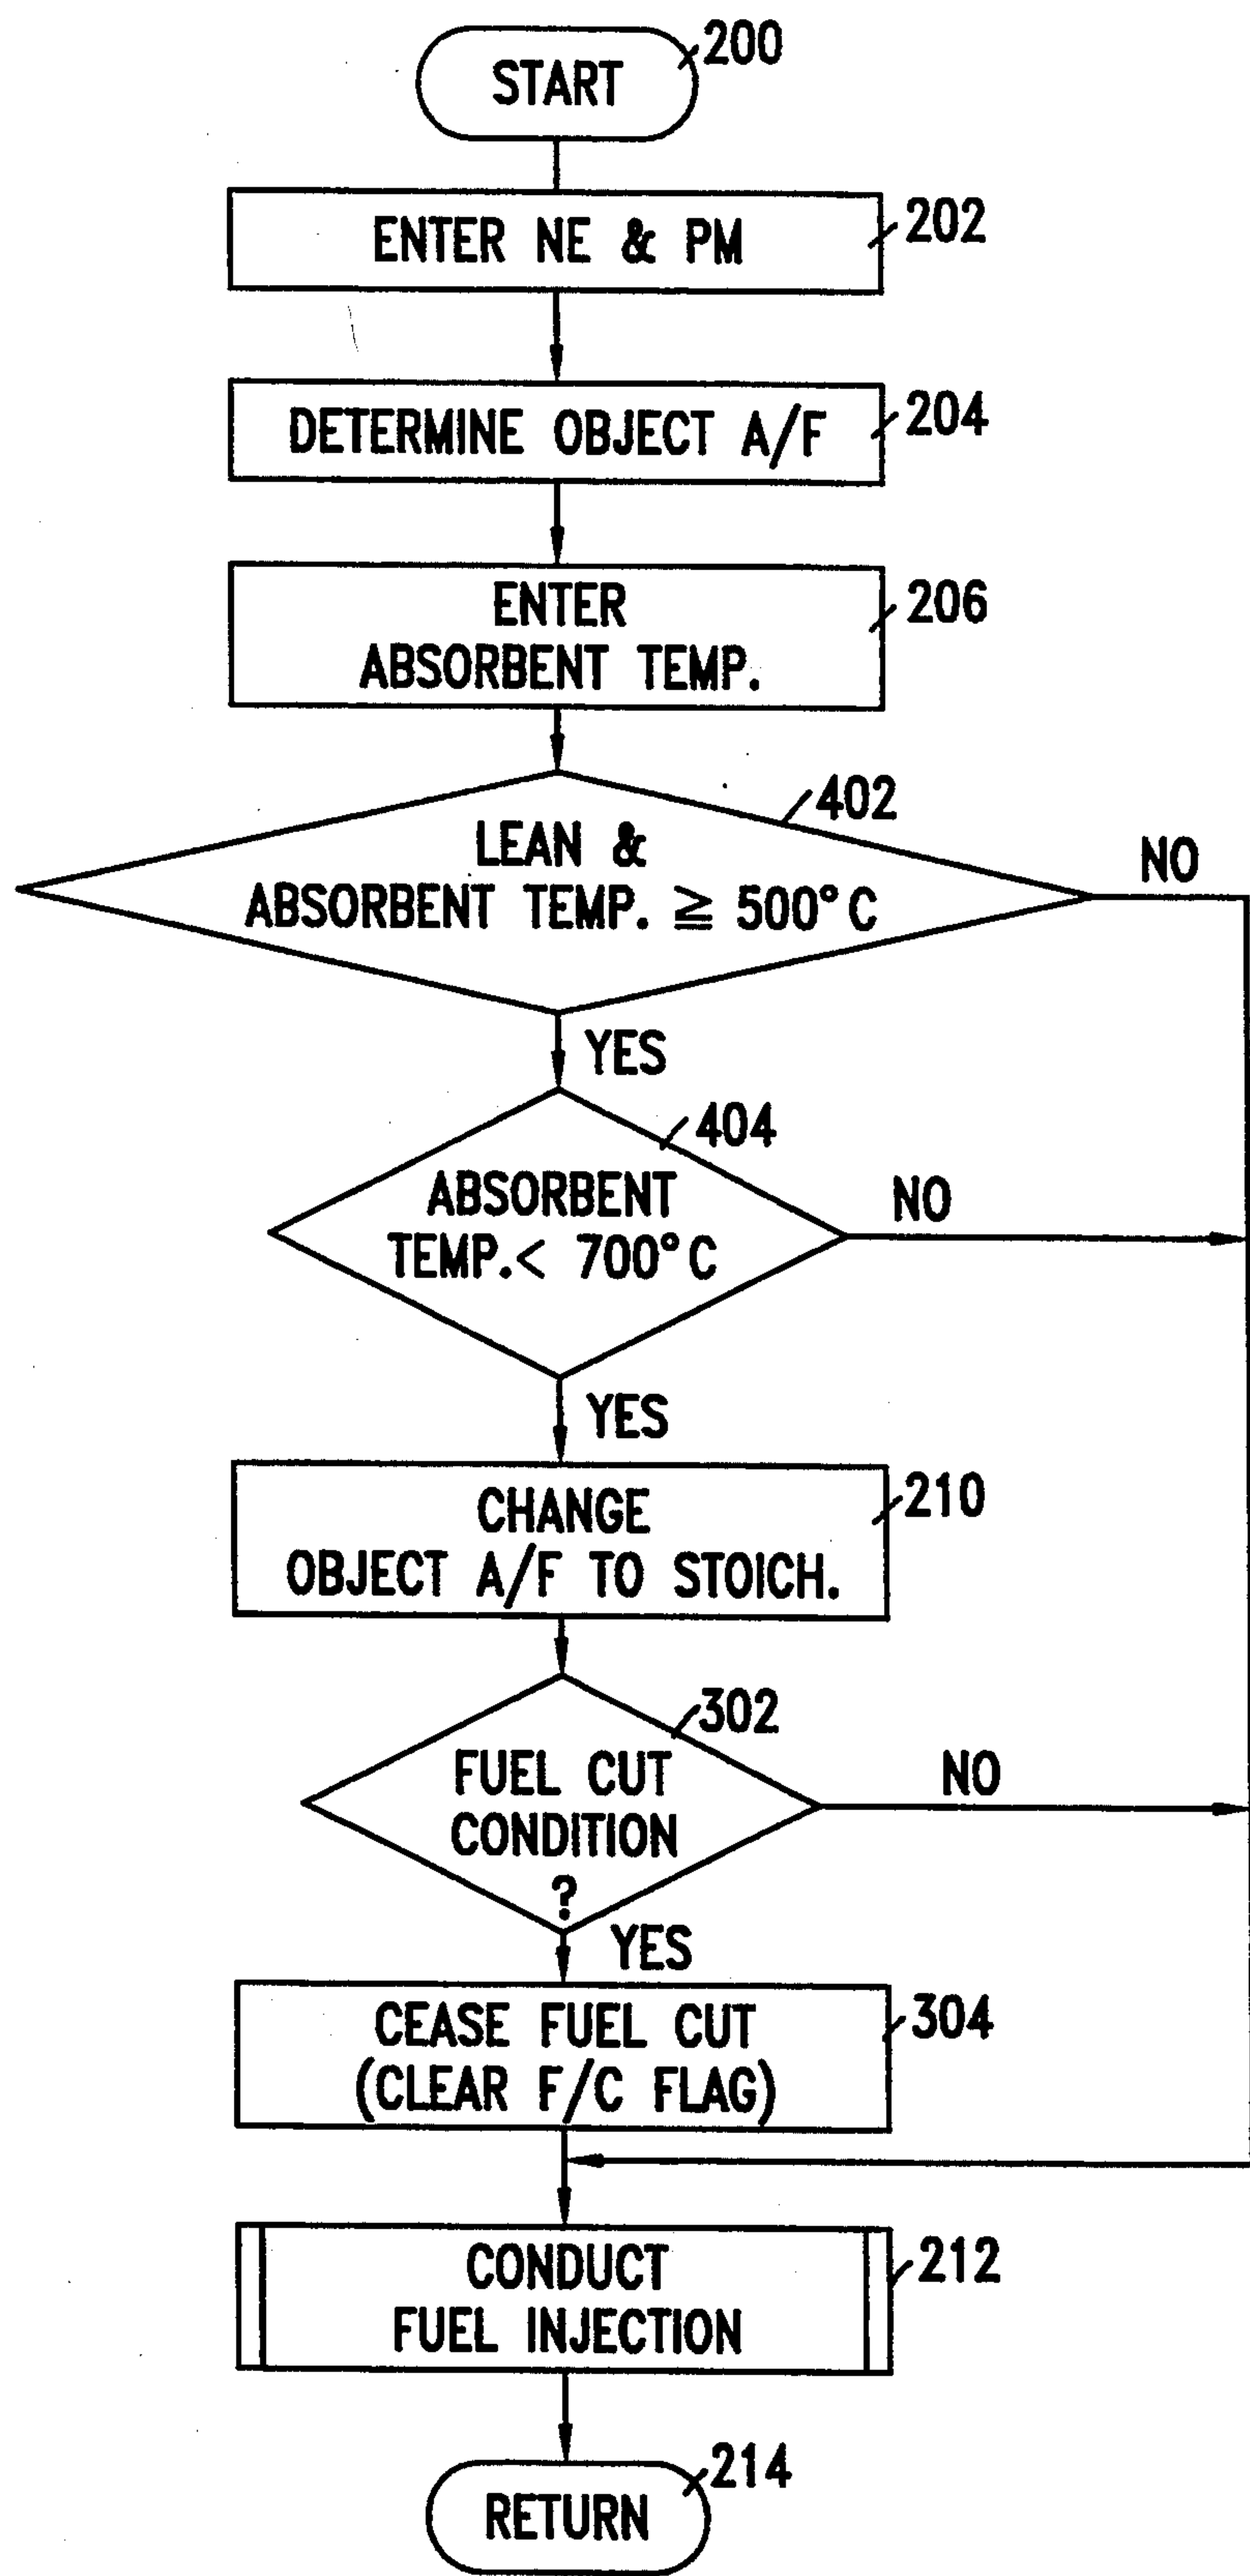 START
200
ENTER NE & PM
202
DETERMINE OBJECT A/F
204
ENTER
ABSORBENT TEMP.
206
402
LEAN &
ABSORBENT TEMP. ≧ 500°C
NO
YES
404
ABSORBENT
TEMP.< 700°C
NO
YES
CHANGE
OBJECT A/F TO STOICH.
210
302
FUEL CUT
CONDITION
?
NO
YES
CEASE FUEL CUT
(CLEAR F/C FLAG)
304
CONDUCT
FUEL INJECTION
212
RETURN
214